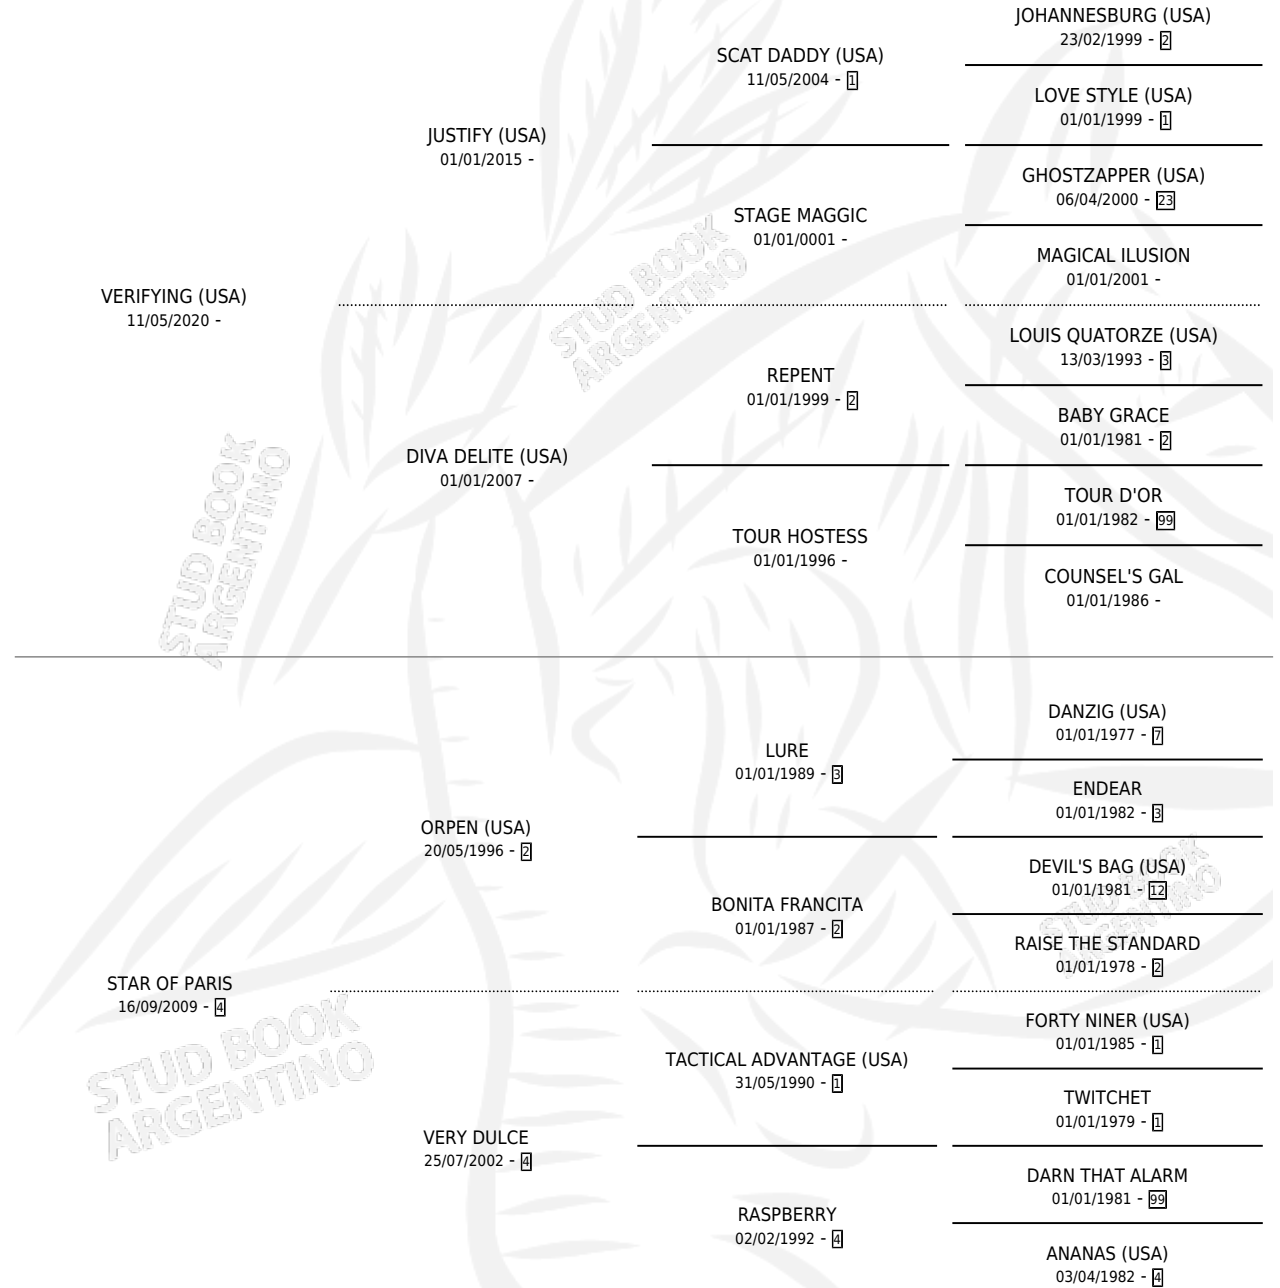 JOHANNESBURG (USA)
23/02/1999 - 2
SCAT DADDY (USA)
11/05/2004 - 1
LOVE STYLE (USA)
01/01/1999 - 1
JUSTIFY (USA)
01/01/2015 -
GHOSTZAPPER (USA)
06/04/2000 - 23
STAGE MAGGIC
01/01/0001 -
MAGICAL ILUSION
01/01/2001 -
VERIFYING (USA)
11/05/2020 -
STUD BOOK
ARGENTINO
LOUIS QUATORZE (USA)
13/03/1993 - 3
REPENT
01/01/1999 - 2
BABY GRACE
01/01/1981 - 2
DIVA DELITE (USA)
01/01/2007 -
TOUR D'OR
01/01/1982 - 99
TOUR HOSTESS
01/01/1996 -
COUNSEL'S GAL
01/01/1986 -
STUD BOOK
ARGENTINO
DANZIG (USA)
01/01/1977 - 7
LURE
01/01/1989 - 3
ENDEAR
01/01/1982 - 3
ORPEN (USA)
20/05/1996 - 2
DEVIL'S BAG (USA)
01/01/1981 - 12
BONITA FRANCITA
01/01/1987 - 2
RAISE THE STANDARD
01/01/1978 - 2
STUD BOOK
ARGENTINO
STAR OF PARIS
16/09/2009 - 4
FORTY NINER (USA)
01/01/1985 - 1
TACTICAL ADVANTAGE (USA)
31/05/1990 - 1
TWITCHET
01/01/1979 - 1
STUD BOOK
ARGENTINO
VERY DULCE
25/07/2002 - 4
DARN THAT ALARM
01/01/1981 - 99
RASPBERRY
02/02/1992 - 4
ANANAS (USA)
03/04/1982 - 4